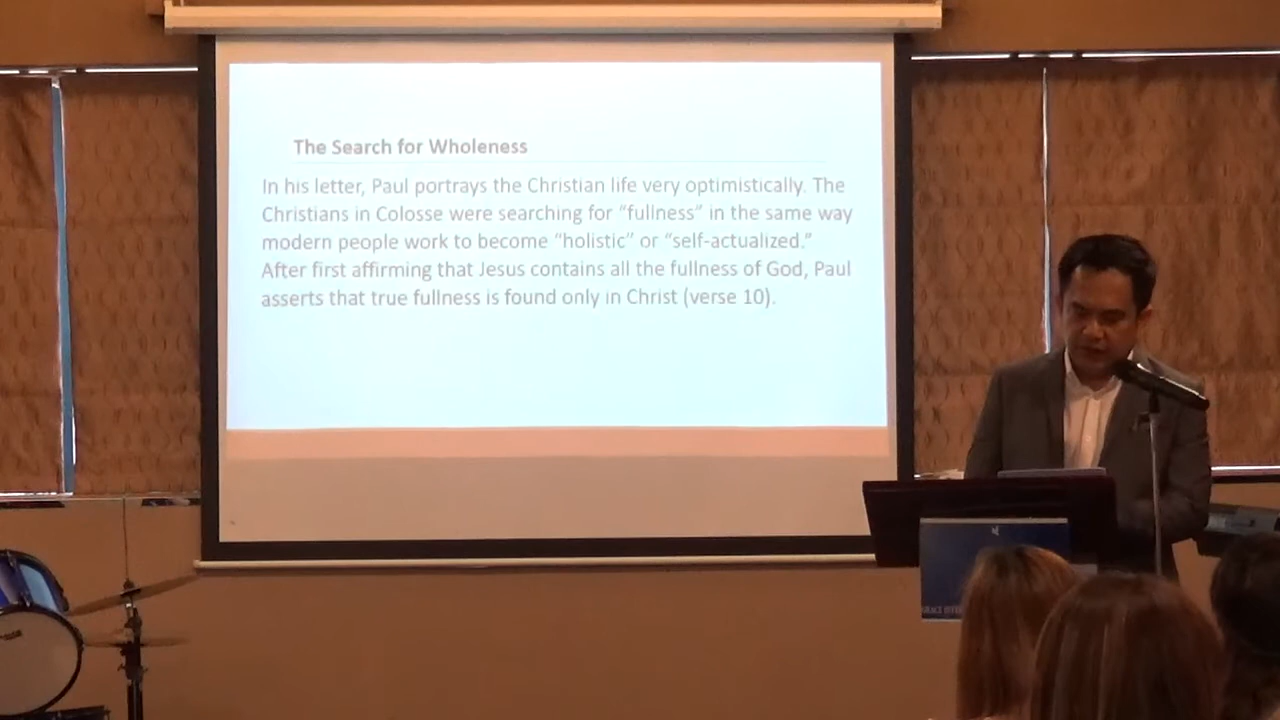 The Search for Wholeness
In his letter, Paul portrays the Christian life very optimistically. The
Christians in Colosse were searching for “fullness” in the same way
modern people work to become “holistic” or “self-actualized.”
After first affirming that Jesus contains all the fullness of God, Paul
asserts that true fullness is found only in Christ (verse 10).
GRACE